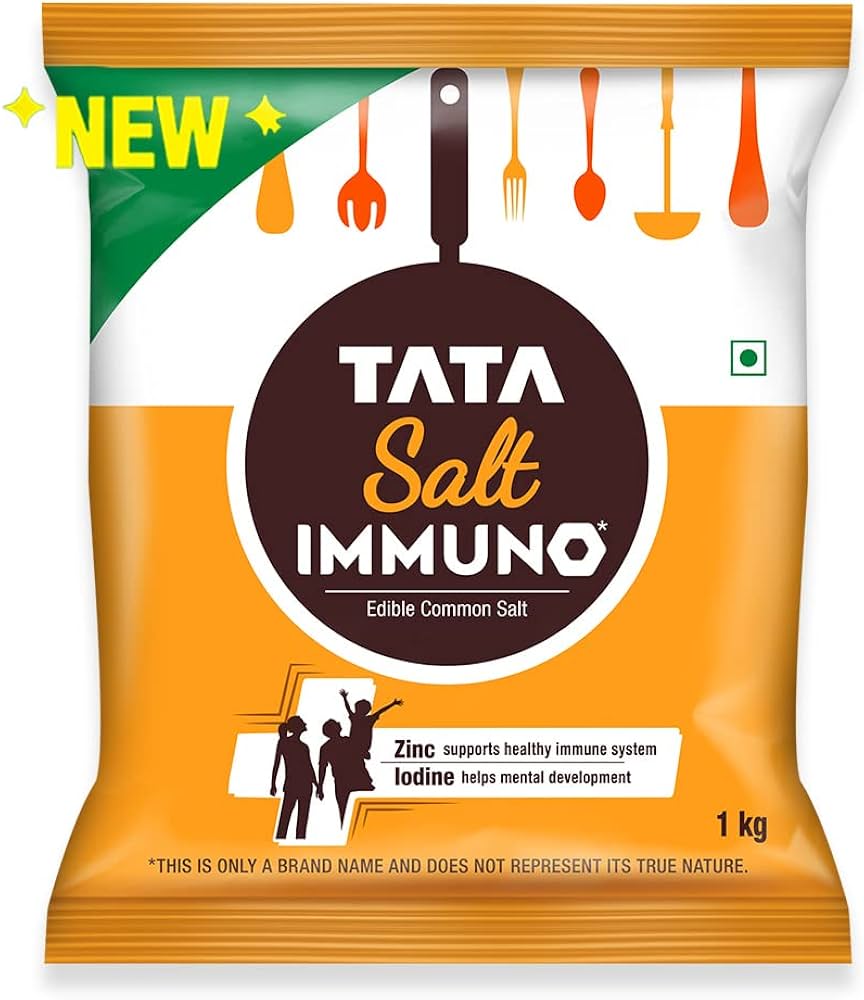 NEW
TATA
Salt
IMMUNO*
Edible Common Salt
Zinc supports healthy immune system
Iodine helps mental development
1 kg
*THIS IS ONLY A BRAND NAME AND DOES NOT REPRESENT ITS TRUE NATURE.